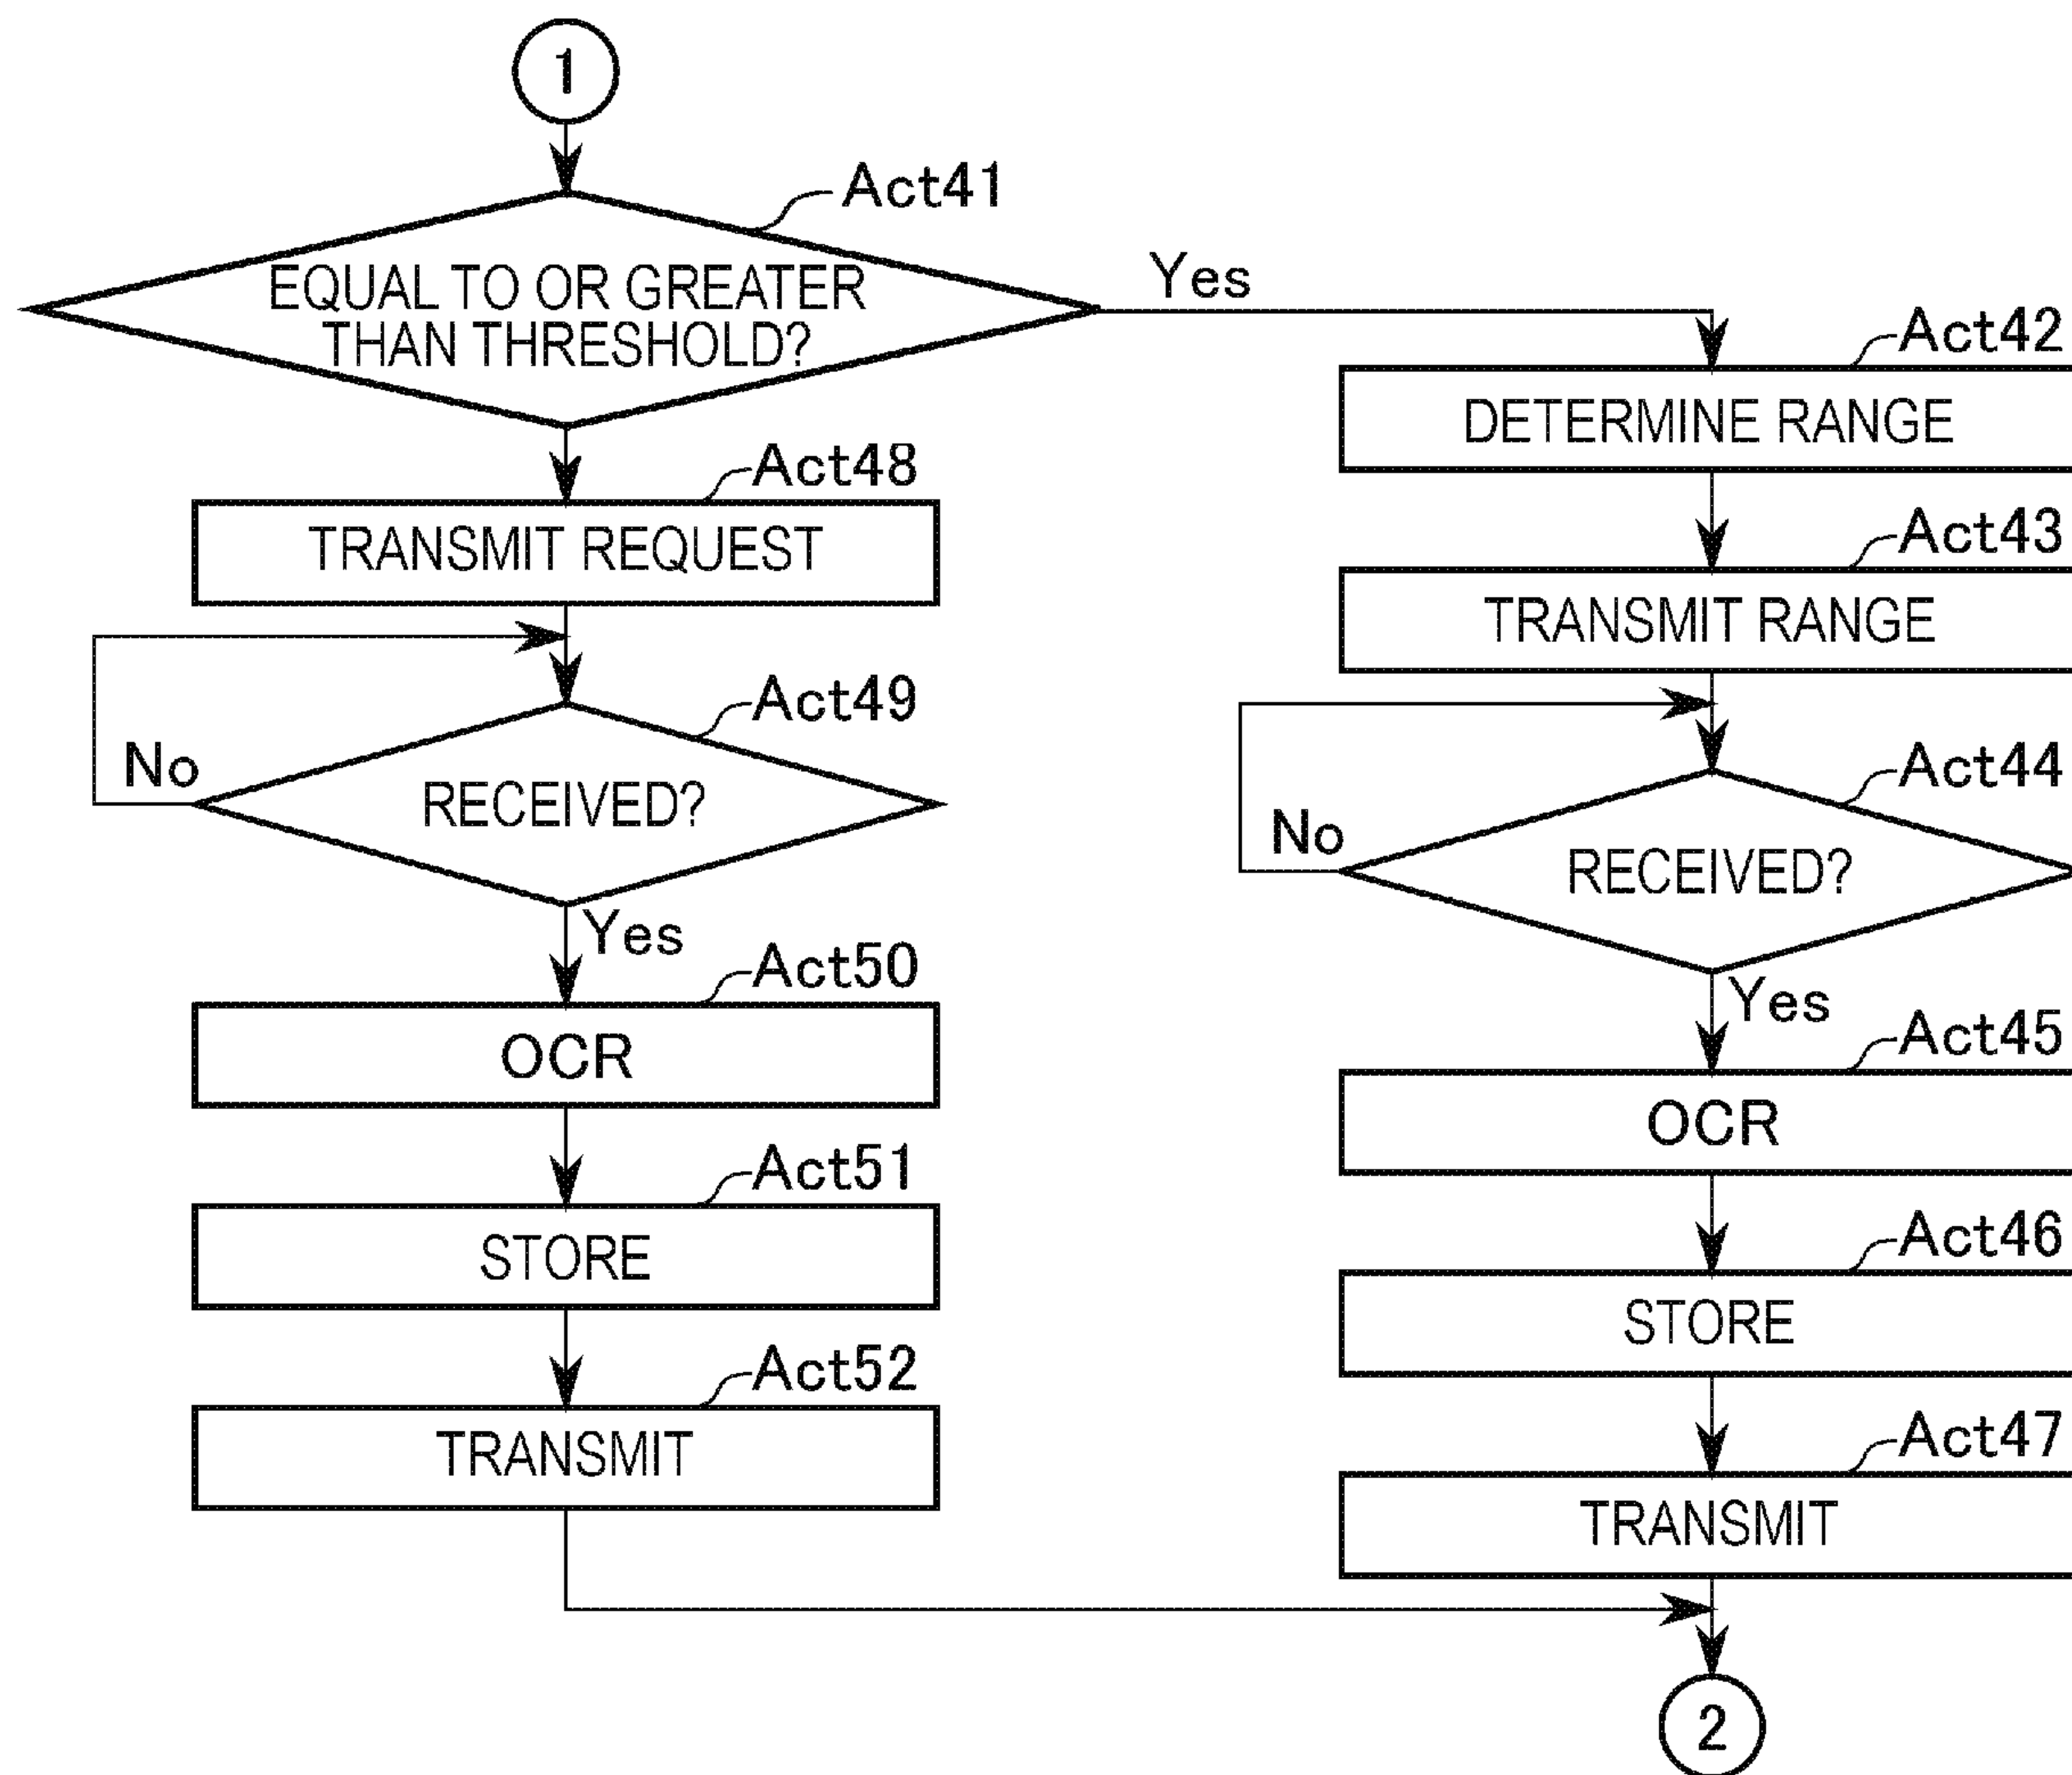 1
Act41
EQUAL TO OR GREATER
THAN THRESHOLD?
Yes
Act48
TRANSMIT REQUEST
Act49
No
RECEIVED?
Yes
Act50
OCR
Act51
STORE
Act52
TRANSMIT
Act42
DETERMINE RANGE
Act43
TRANSMIT RANGE
Act44
No
RECEIVED?
Yes
Act45
OCR
Act46
STORE
Act47
TRANSMIT
2